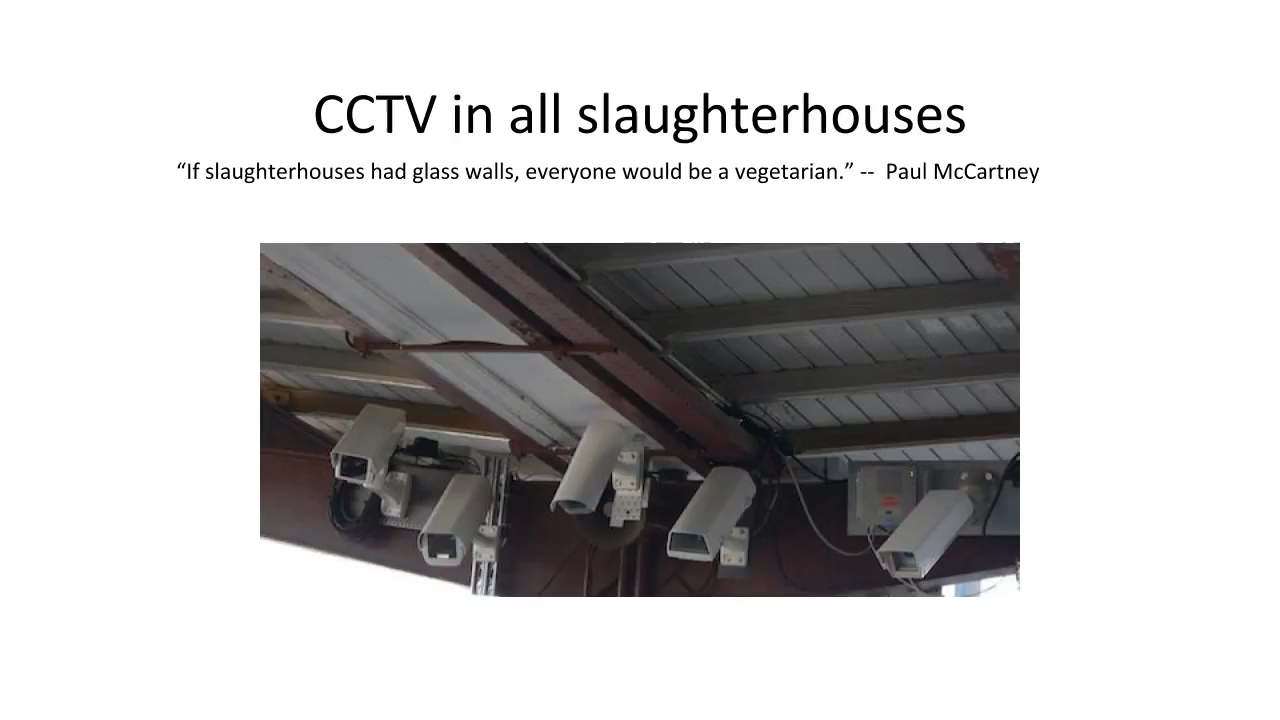 CCTV in all slaughterhouses
“If slaughterhouses had glass walls, everyone would be a vegetarian.” --  Paul McCartney